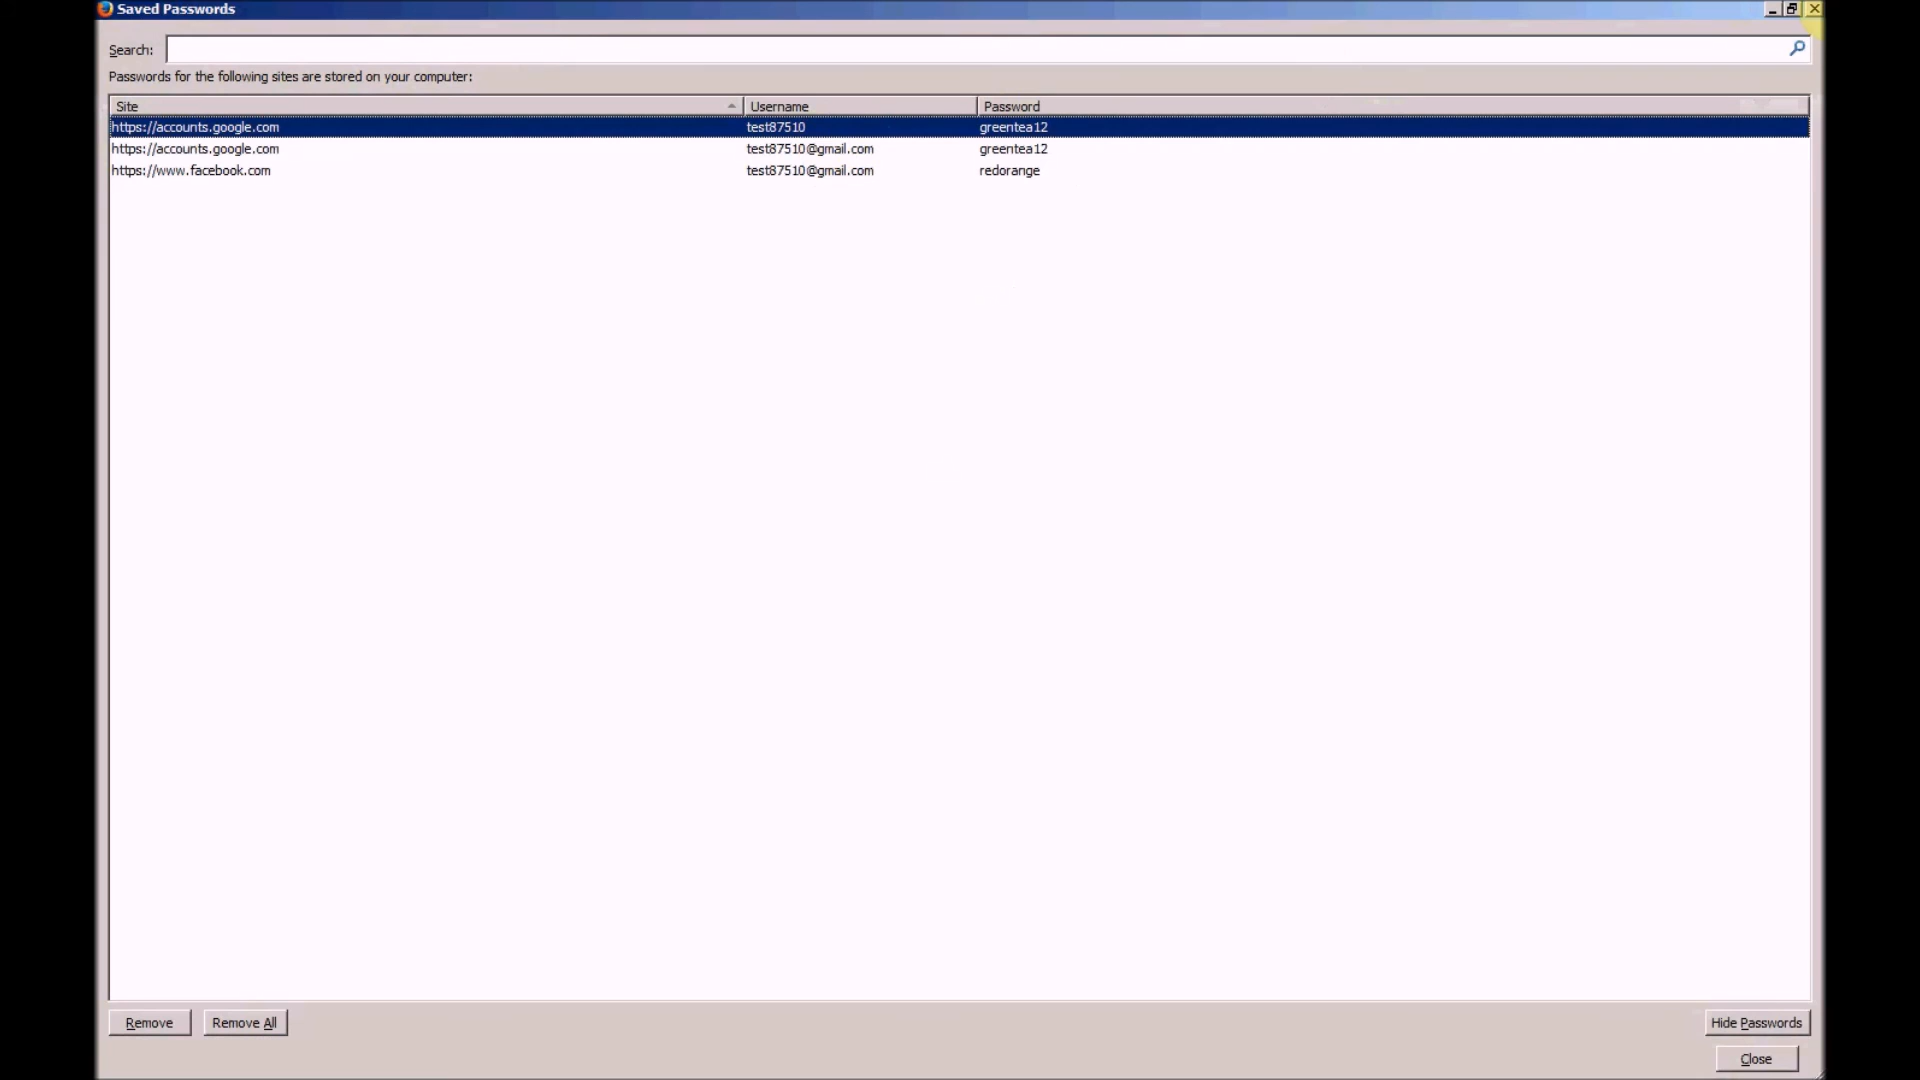 Saved Passwords
Search:
Passwords for the following sites are stored on your computer:
Site Username Password
https://accounts.google.com test87510 greentea12
https://accounts.google.com test87510@gmail.com greentea12
https://www.facebook.com test87510@gmail.com redorange
Remove Remove All Hide Passwords
Close